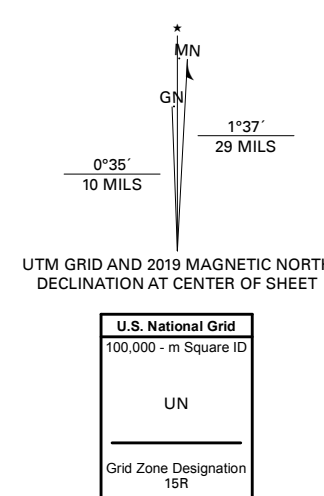 ★
MN
GN
1°37´
29 MILS
0°35´
10 MILS
UTM GRID AND 2019 MAGNETIC NORTH
DECLINATION AT CENTER OF SHEET
U.S. National Grid
100,000 - m Square ID
UN
Grid Zone Designation
15R